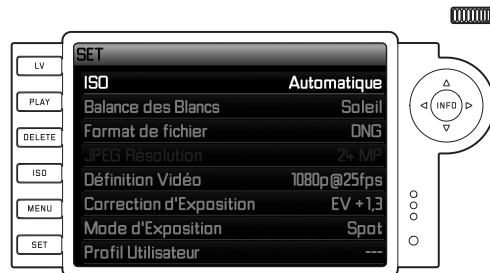 LV
PLAY
DELETE
ISO
MENU
SET
SET
ISO Automatique
Balance des Blancs Soleil
Format de fichier DNG
JPEG Résolution 24 MP
Définition Vidéo 1080p@25fps
Correction d'Exposition EV +1,3
Mode d'Exposition Spot
Profil Utilisateur ---
INFO